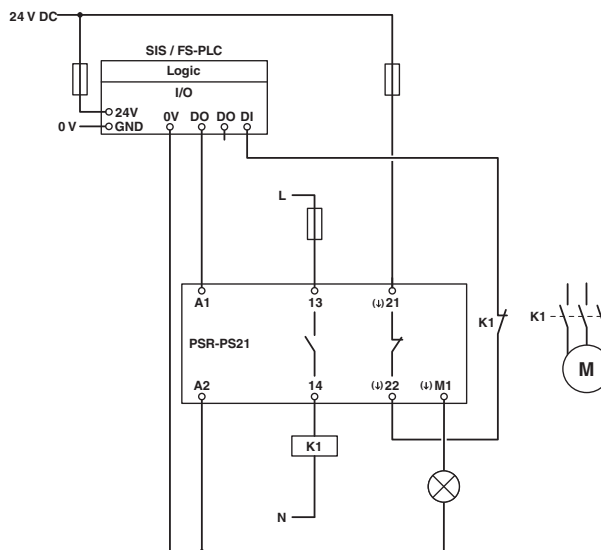 24 V DC
SIS / FS-PLC
Logic
I/O
24V
0V DO DO DI
0 V GND
L
A1 13 (↓) 21
PSR-PS21
K1
K1
M
A2 14 (↓) 22 (↓) M1
K1
N